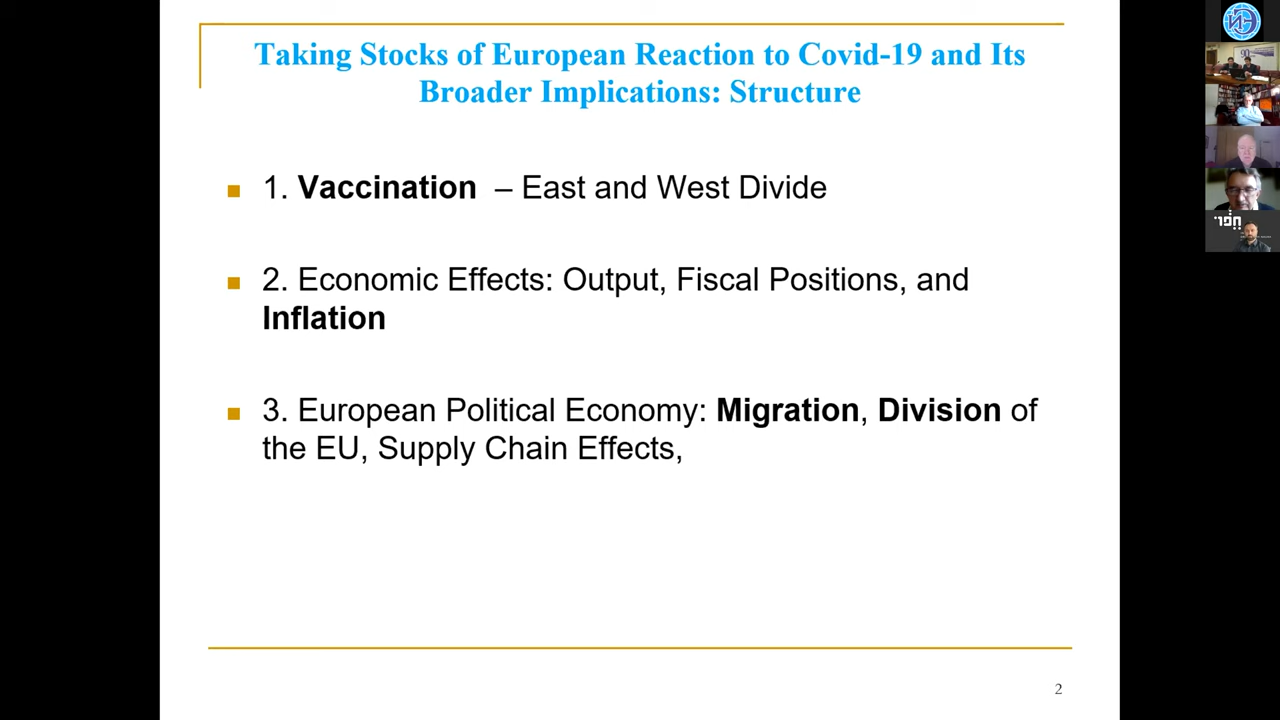 Taking Stocks of European Reaction to Covid-19 and Its
Broader Implications: Structure
1. Vaccination – East and West Divide
2. Economic Effects: Output, Fiscal Positions, and
Inflation
3. European Political Economy: Migration, Division of
the EU, Supply Chain Effects,
2